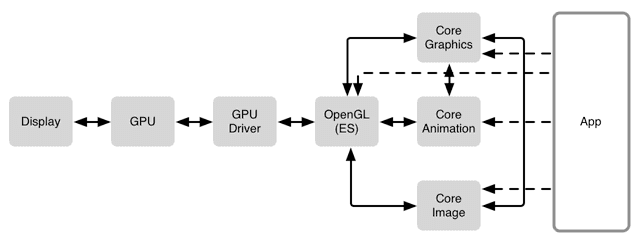 Display
GPU
GPU
Driver
OpenGL
(ES)
Core
Graphics
Core
Animation
Core
Image
App